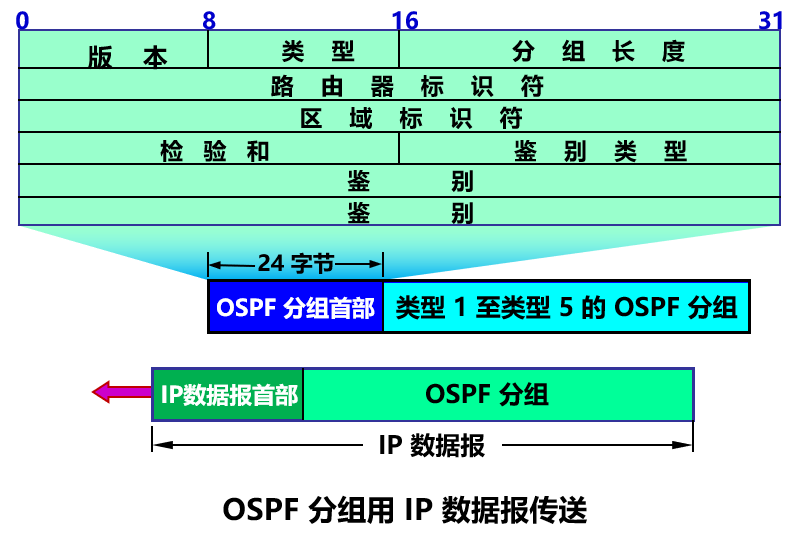 0 8 16 31
版 本 类 型 分 组 长 度
路 由 器 标 识 符
区 域 标 识 符
检 验 和 鉴 别 类 型
鉴 别
鉴 别
24 字节
OSPF 分组首部 类型 1 至类型 5 的 OSPF 分组
IP数据报首部 OSPF 分组
IP 数据报
OSPF 分组用 IP 数据报传送